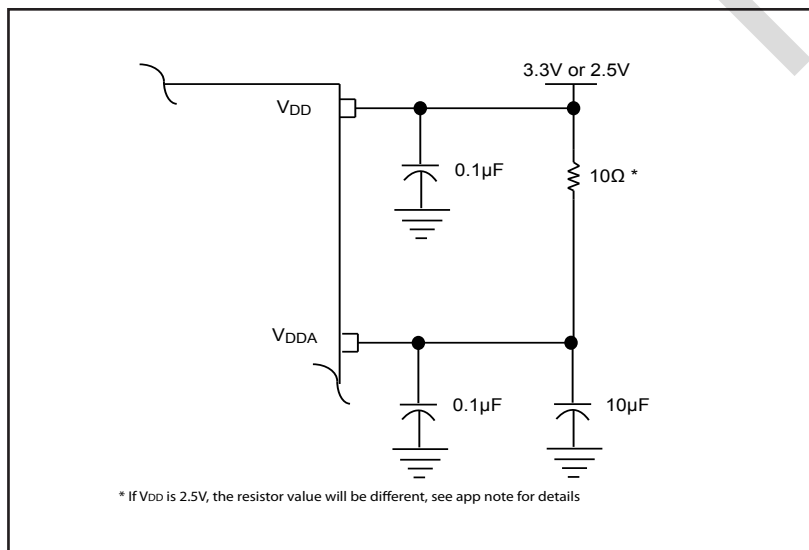 3.3V or 2.5V
VDD
0.1µF
10Ω *
VDDA
0.1µF
10µF
* If VDD is 2.5V, the resistor value will be different, see app note for details